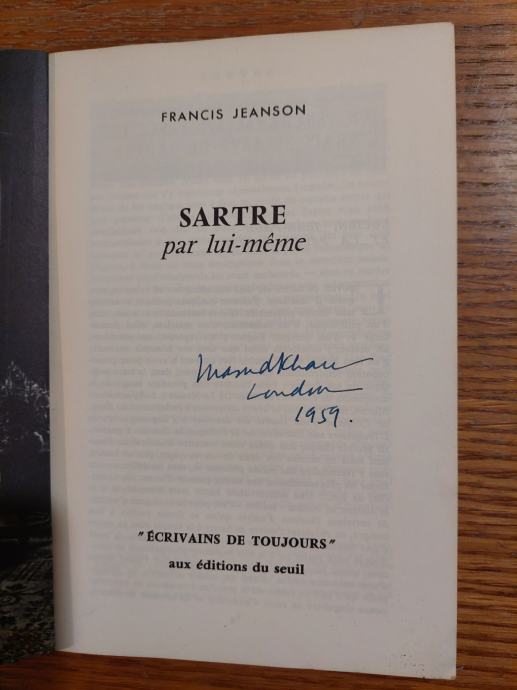 FRANCIS JEANSON
SARTRE
par lui-même
Masud Khan
London
1959.
"ÉCRIVAINS DE TOUJOURS"
aux éditions du seuil